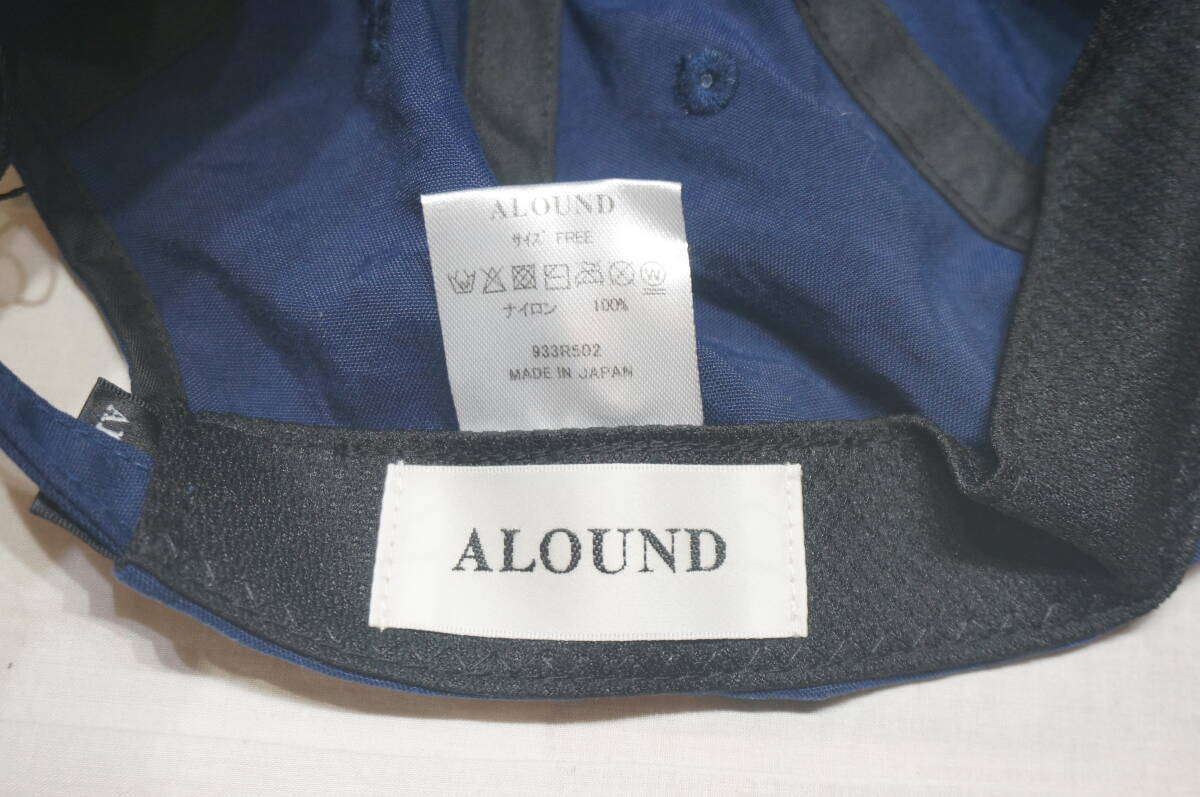 ALOUND
サイズ FREE
W
ナイロン 100%
933R502
MADE IN JAPAN
ALOUND